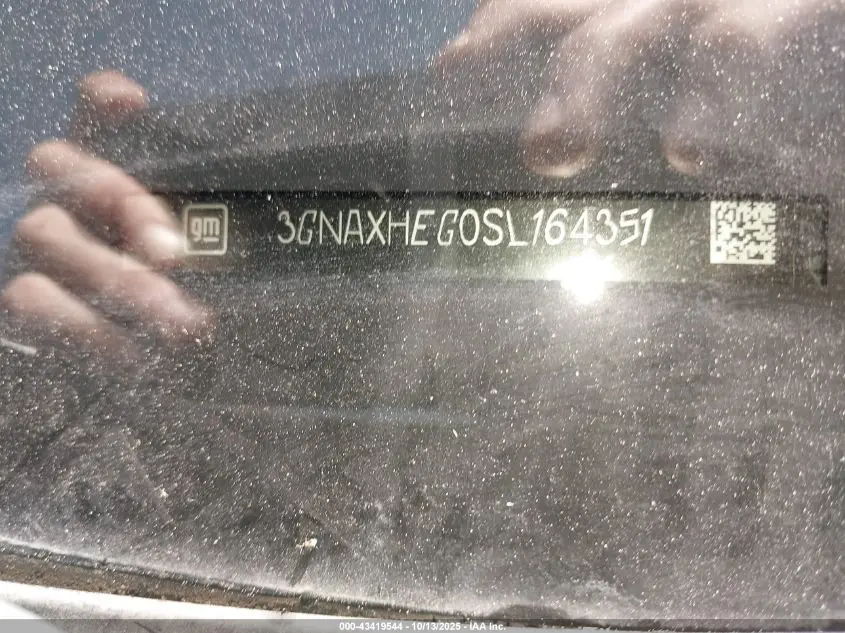 gm 3GNAXHEG0SL164351
000-43419544 - 10/13/2025 - IAA Inc.